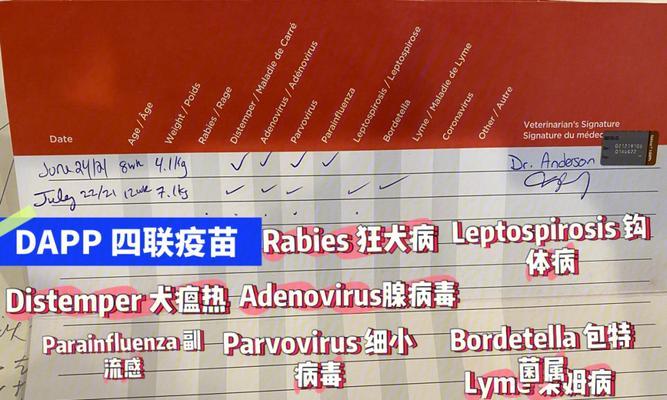 Date
Age / Âge
Weight / Poids
Rabies / Rage
Distemper / Maladie de Carré
Adenovirus / Adénovirus
Parvovirus
Parainfluenza
Leptospirosis / Leptospirose
Bordetella
Lyme / Maladie de Lyme
Coronavirus
Other / Autre
Veterinarian's Signature
Signature du médec
June 24/21 8wk 4.1kg ✓ ✓ ✓ ✓ Dr. Anderson
July 22/21 12wk 7.1kg ✓ ✓ ✓ ✓ ✓
DAPP 四联疫苗
Rabies 狂犬病
Leptospirosis 钩
体病
Distemper 犬瘟热
Adenovirus腺病毒
Parainfluenza 副
流感
Parvovirus 细小
病毒
Bordetella 包特
菌属
Lyme 莱姆病